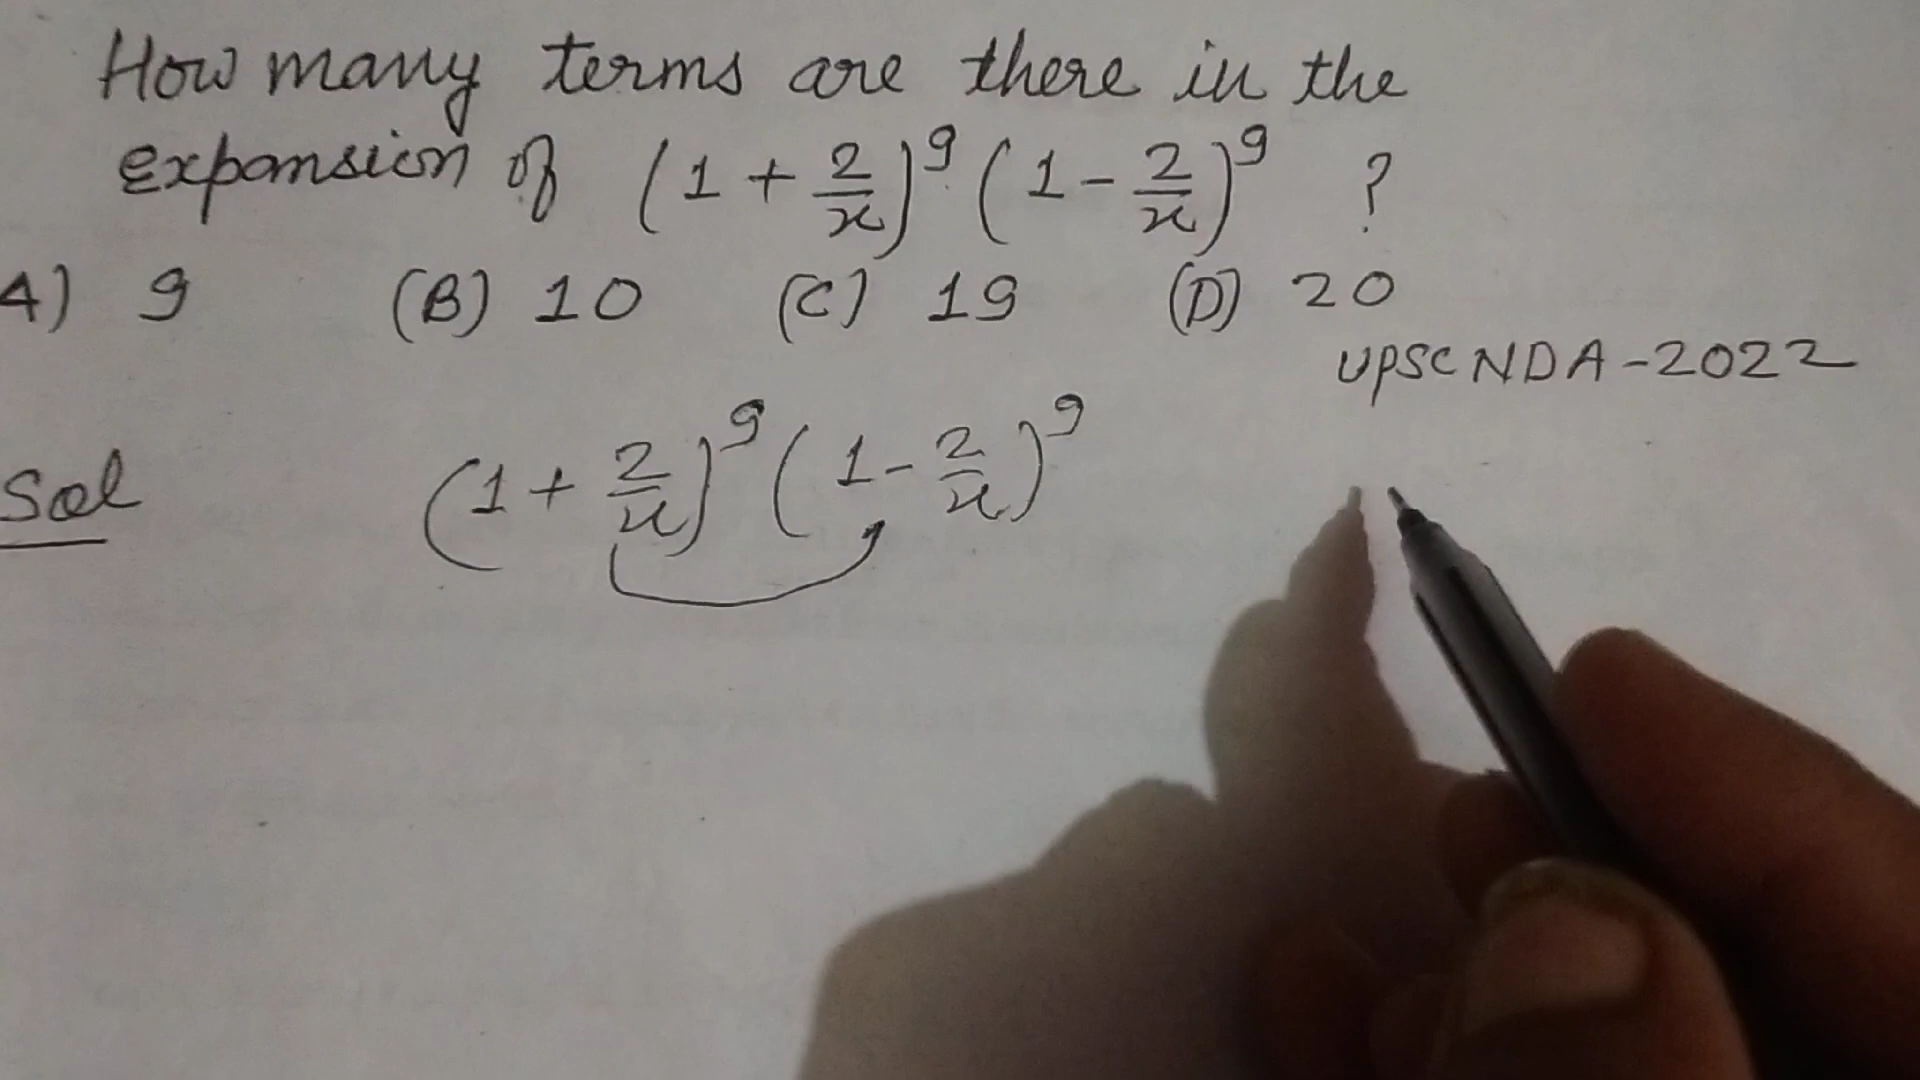 How many terms are there in the
expansion of (1 + 2/x)^9 (1 - 2/x)^9 ?
A) 9 (B) 10 (C) 19 (D) 20
UPSC NDA - 2022
Sol (1 + 2/x)^9 (1 - 2/x)^9